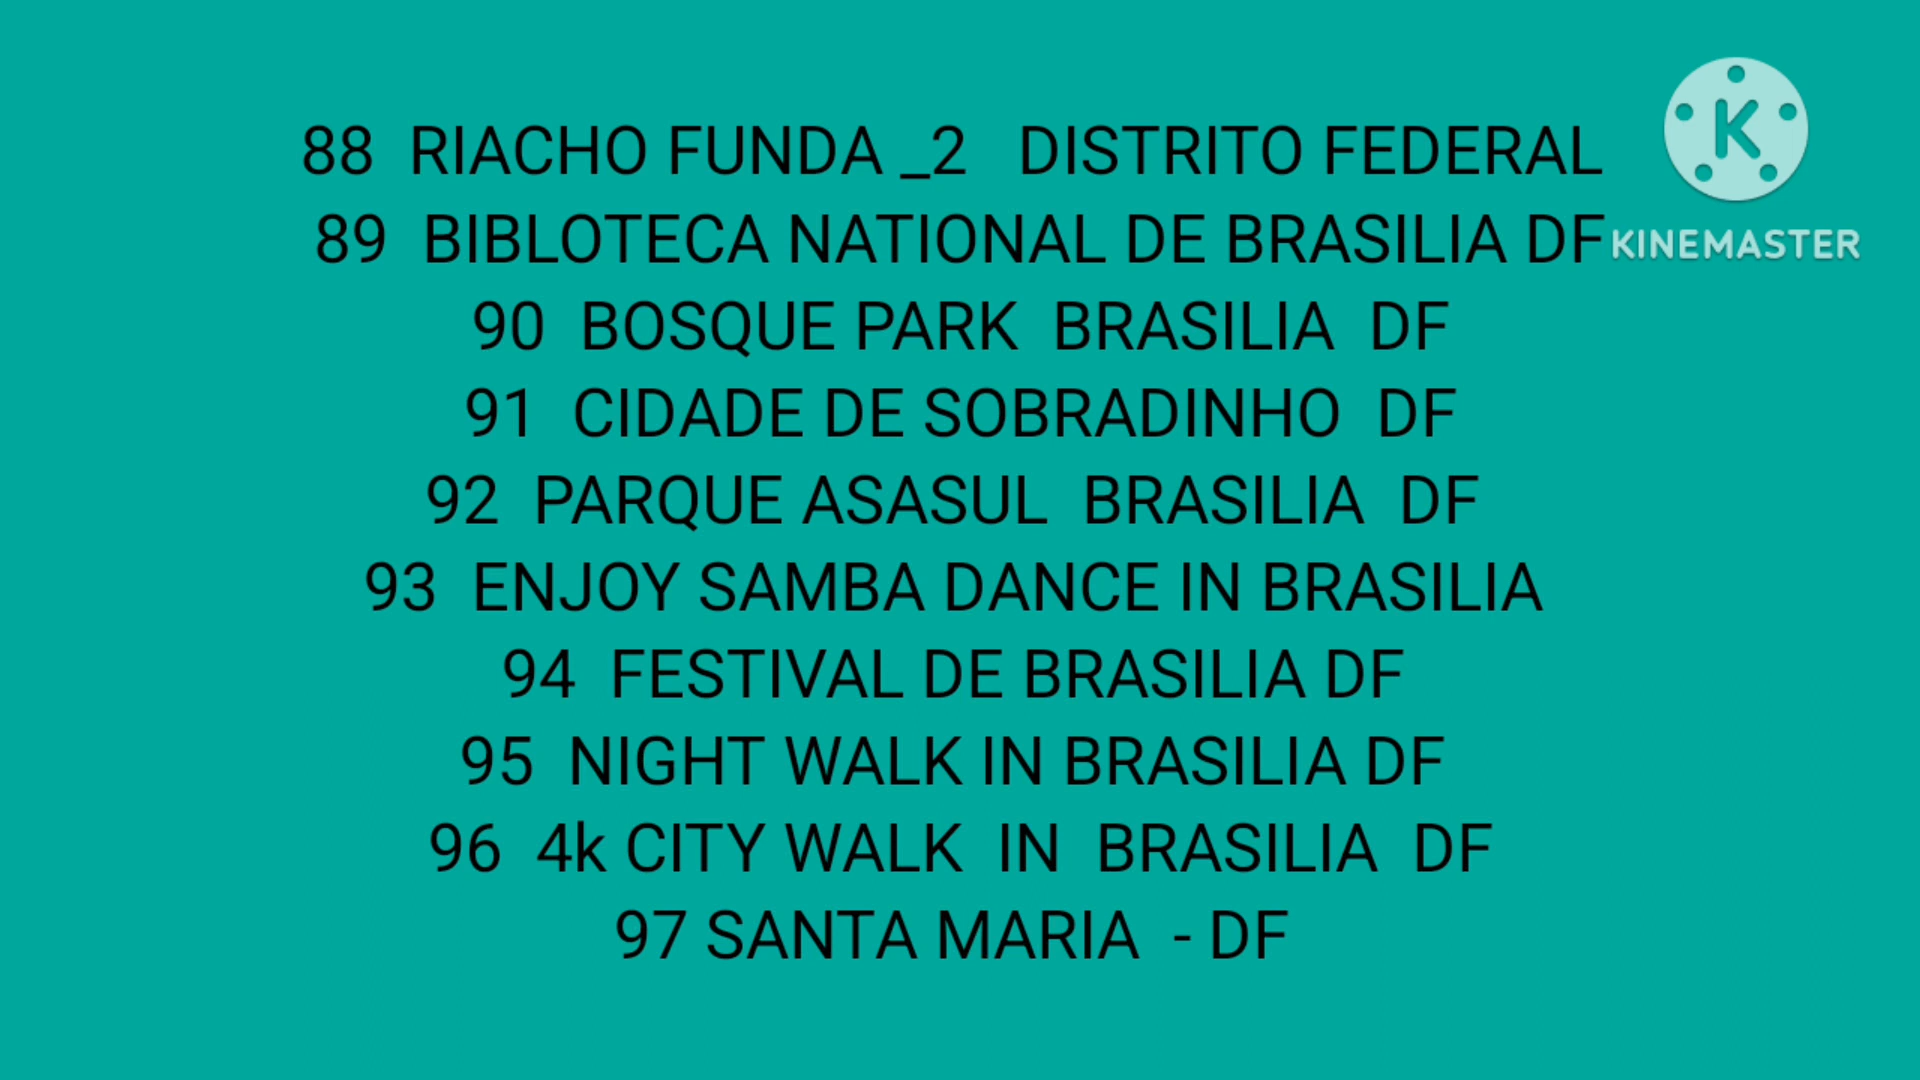 88 RIACHO FUNDA _2 DISTRITO FEDERAL
89 BIBLOTECA NATIONAL DE BRASILIA DF
90 BOSQUE PARK BRASILIA DF
91 CIDADE DE SOBRADINHO DF
92 PARQUE ASASUL BRASILIA DF
93 ENJOY SAMBA DANCE IN BRASILIA
94 FESTIVAL DE BRASILIA DF
95 NIGHT WALK IN BRASILIA DF
96 4k CITY WALK IN BRASILIA DF
97 SANTA MARIA - DF
K
KINEMASTER